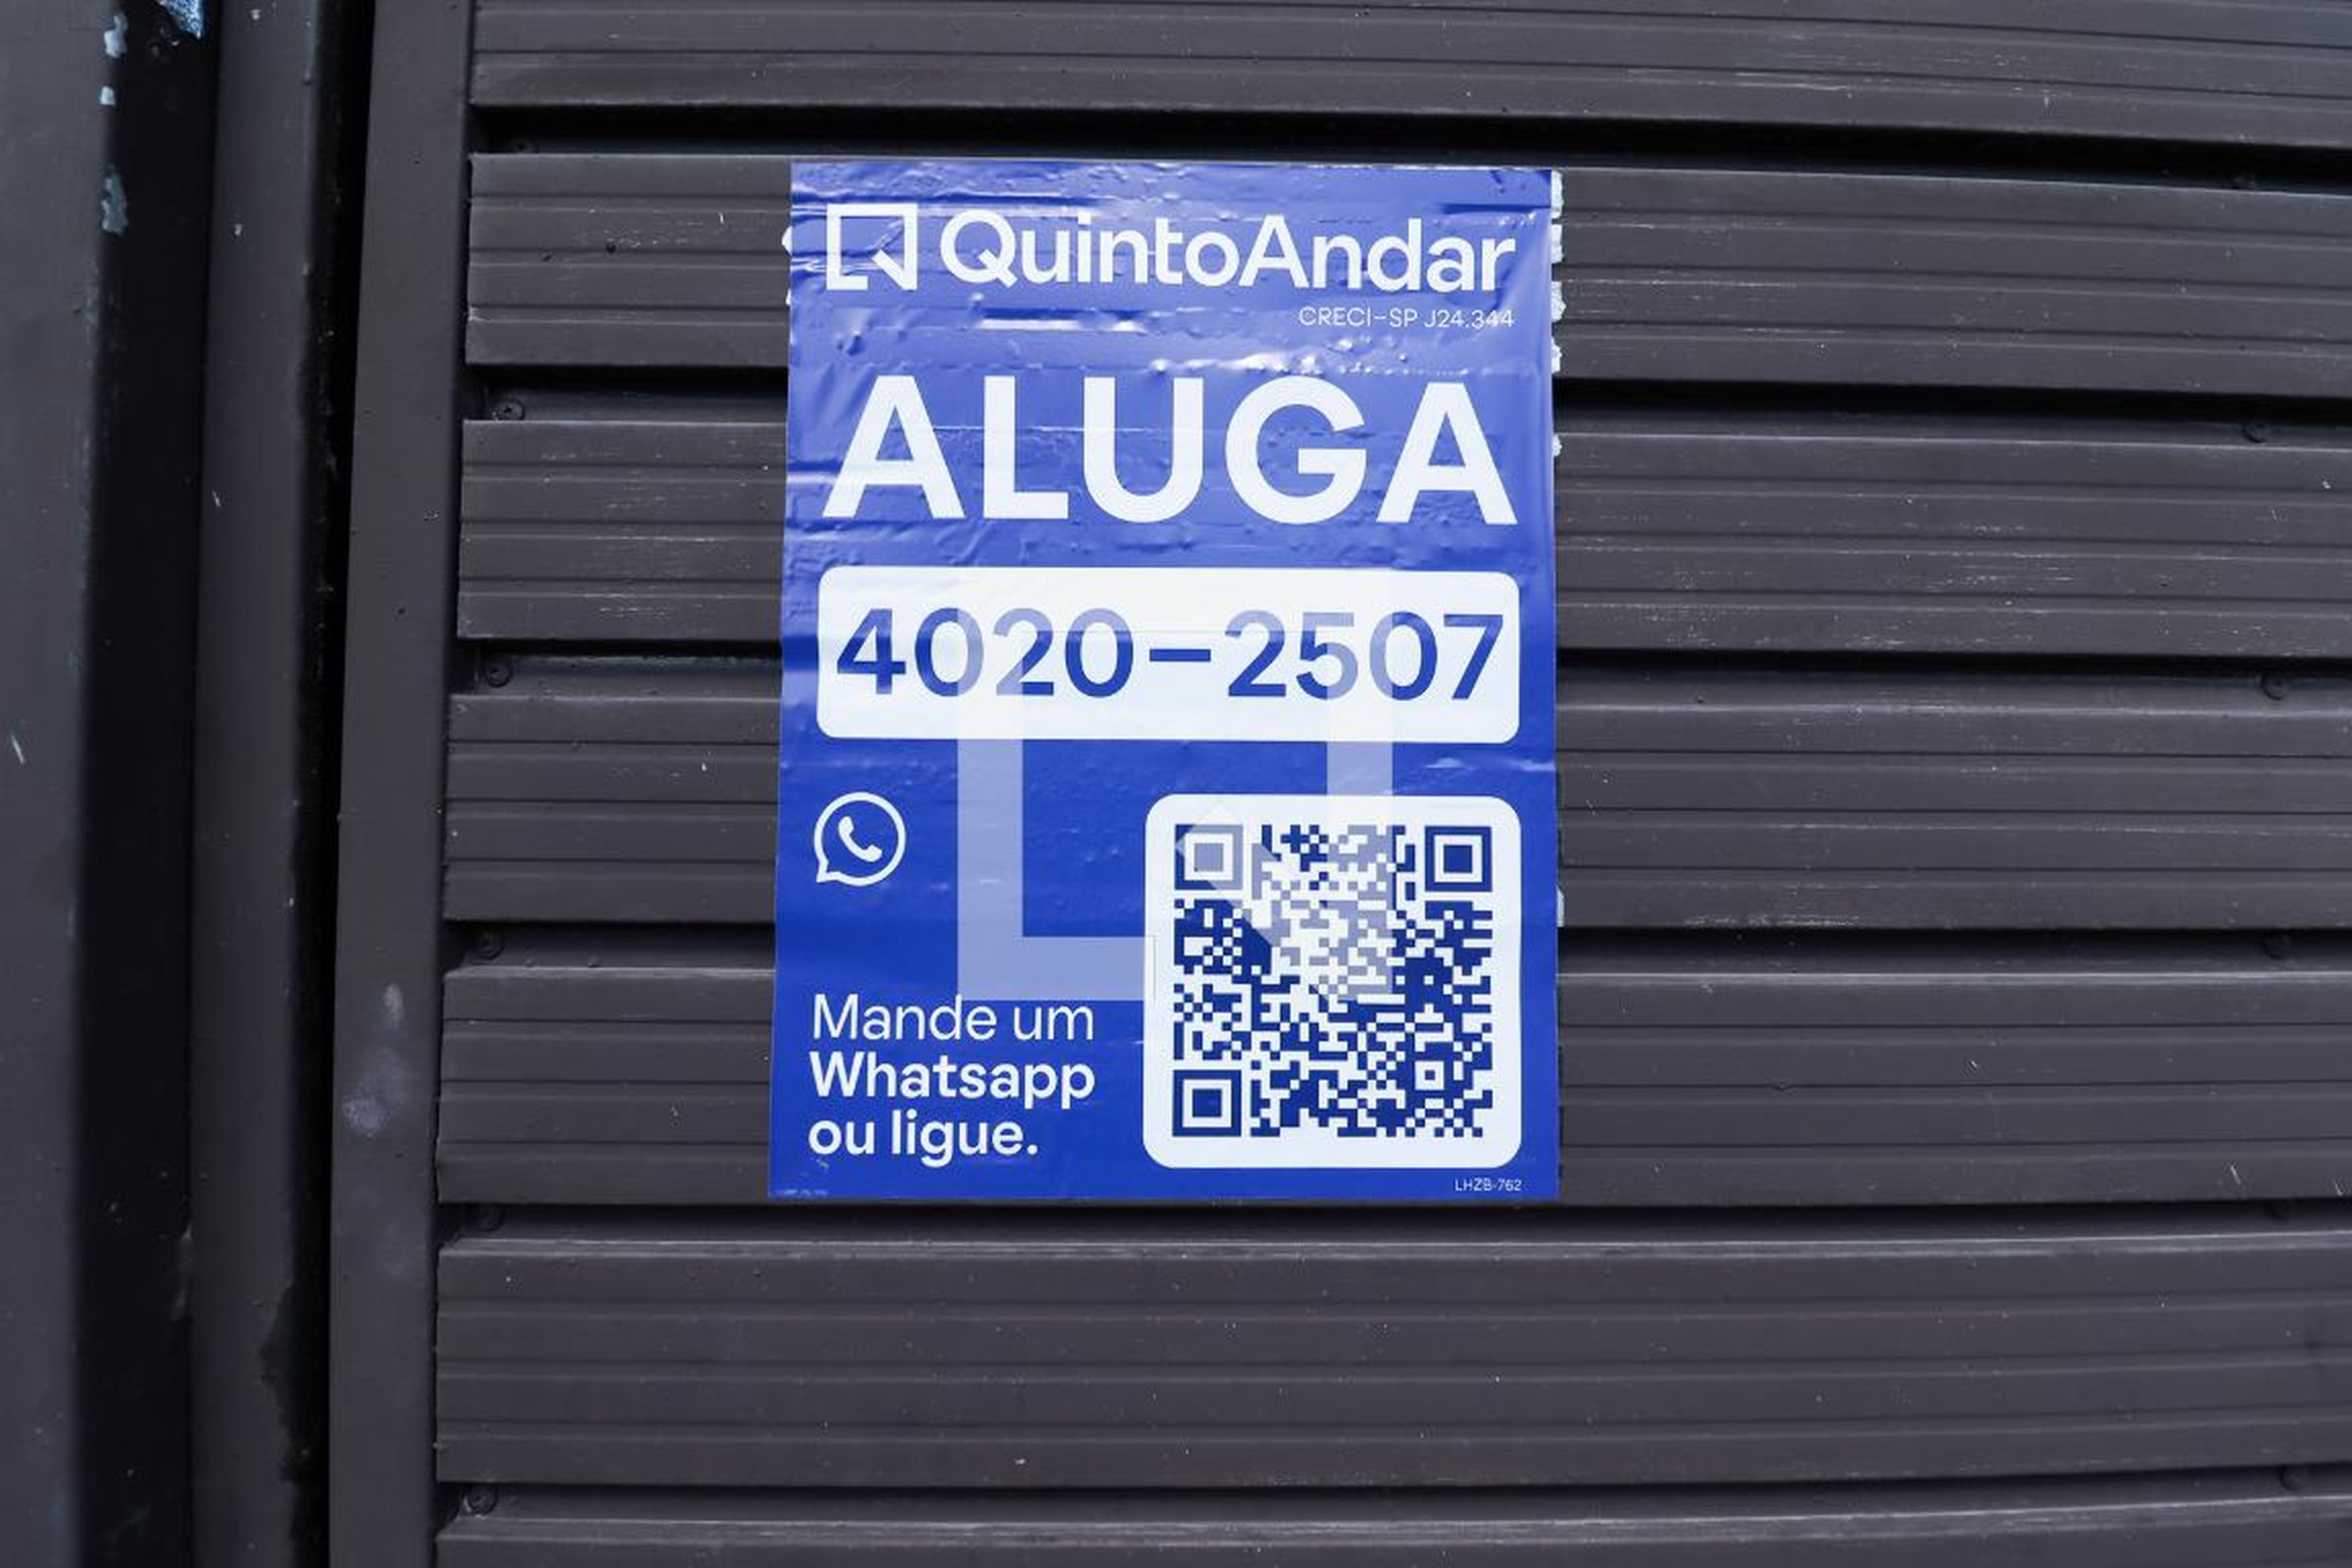 QuintoAndar
CRECI-SP J24.344
ALUGA
4020-2507
Mande um
Whatsapp
ou ligue.
LHZB-762